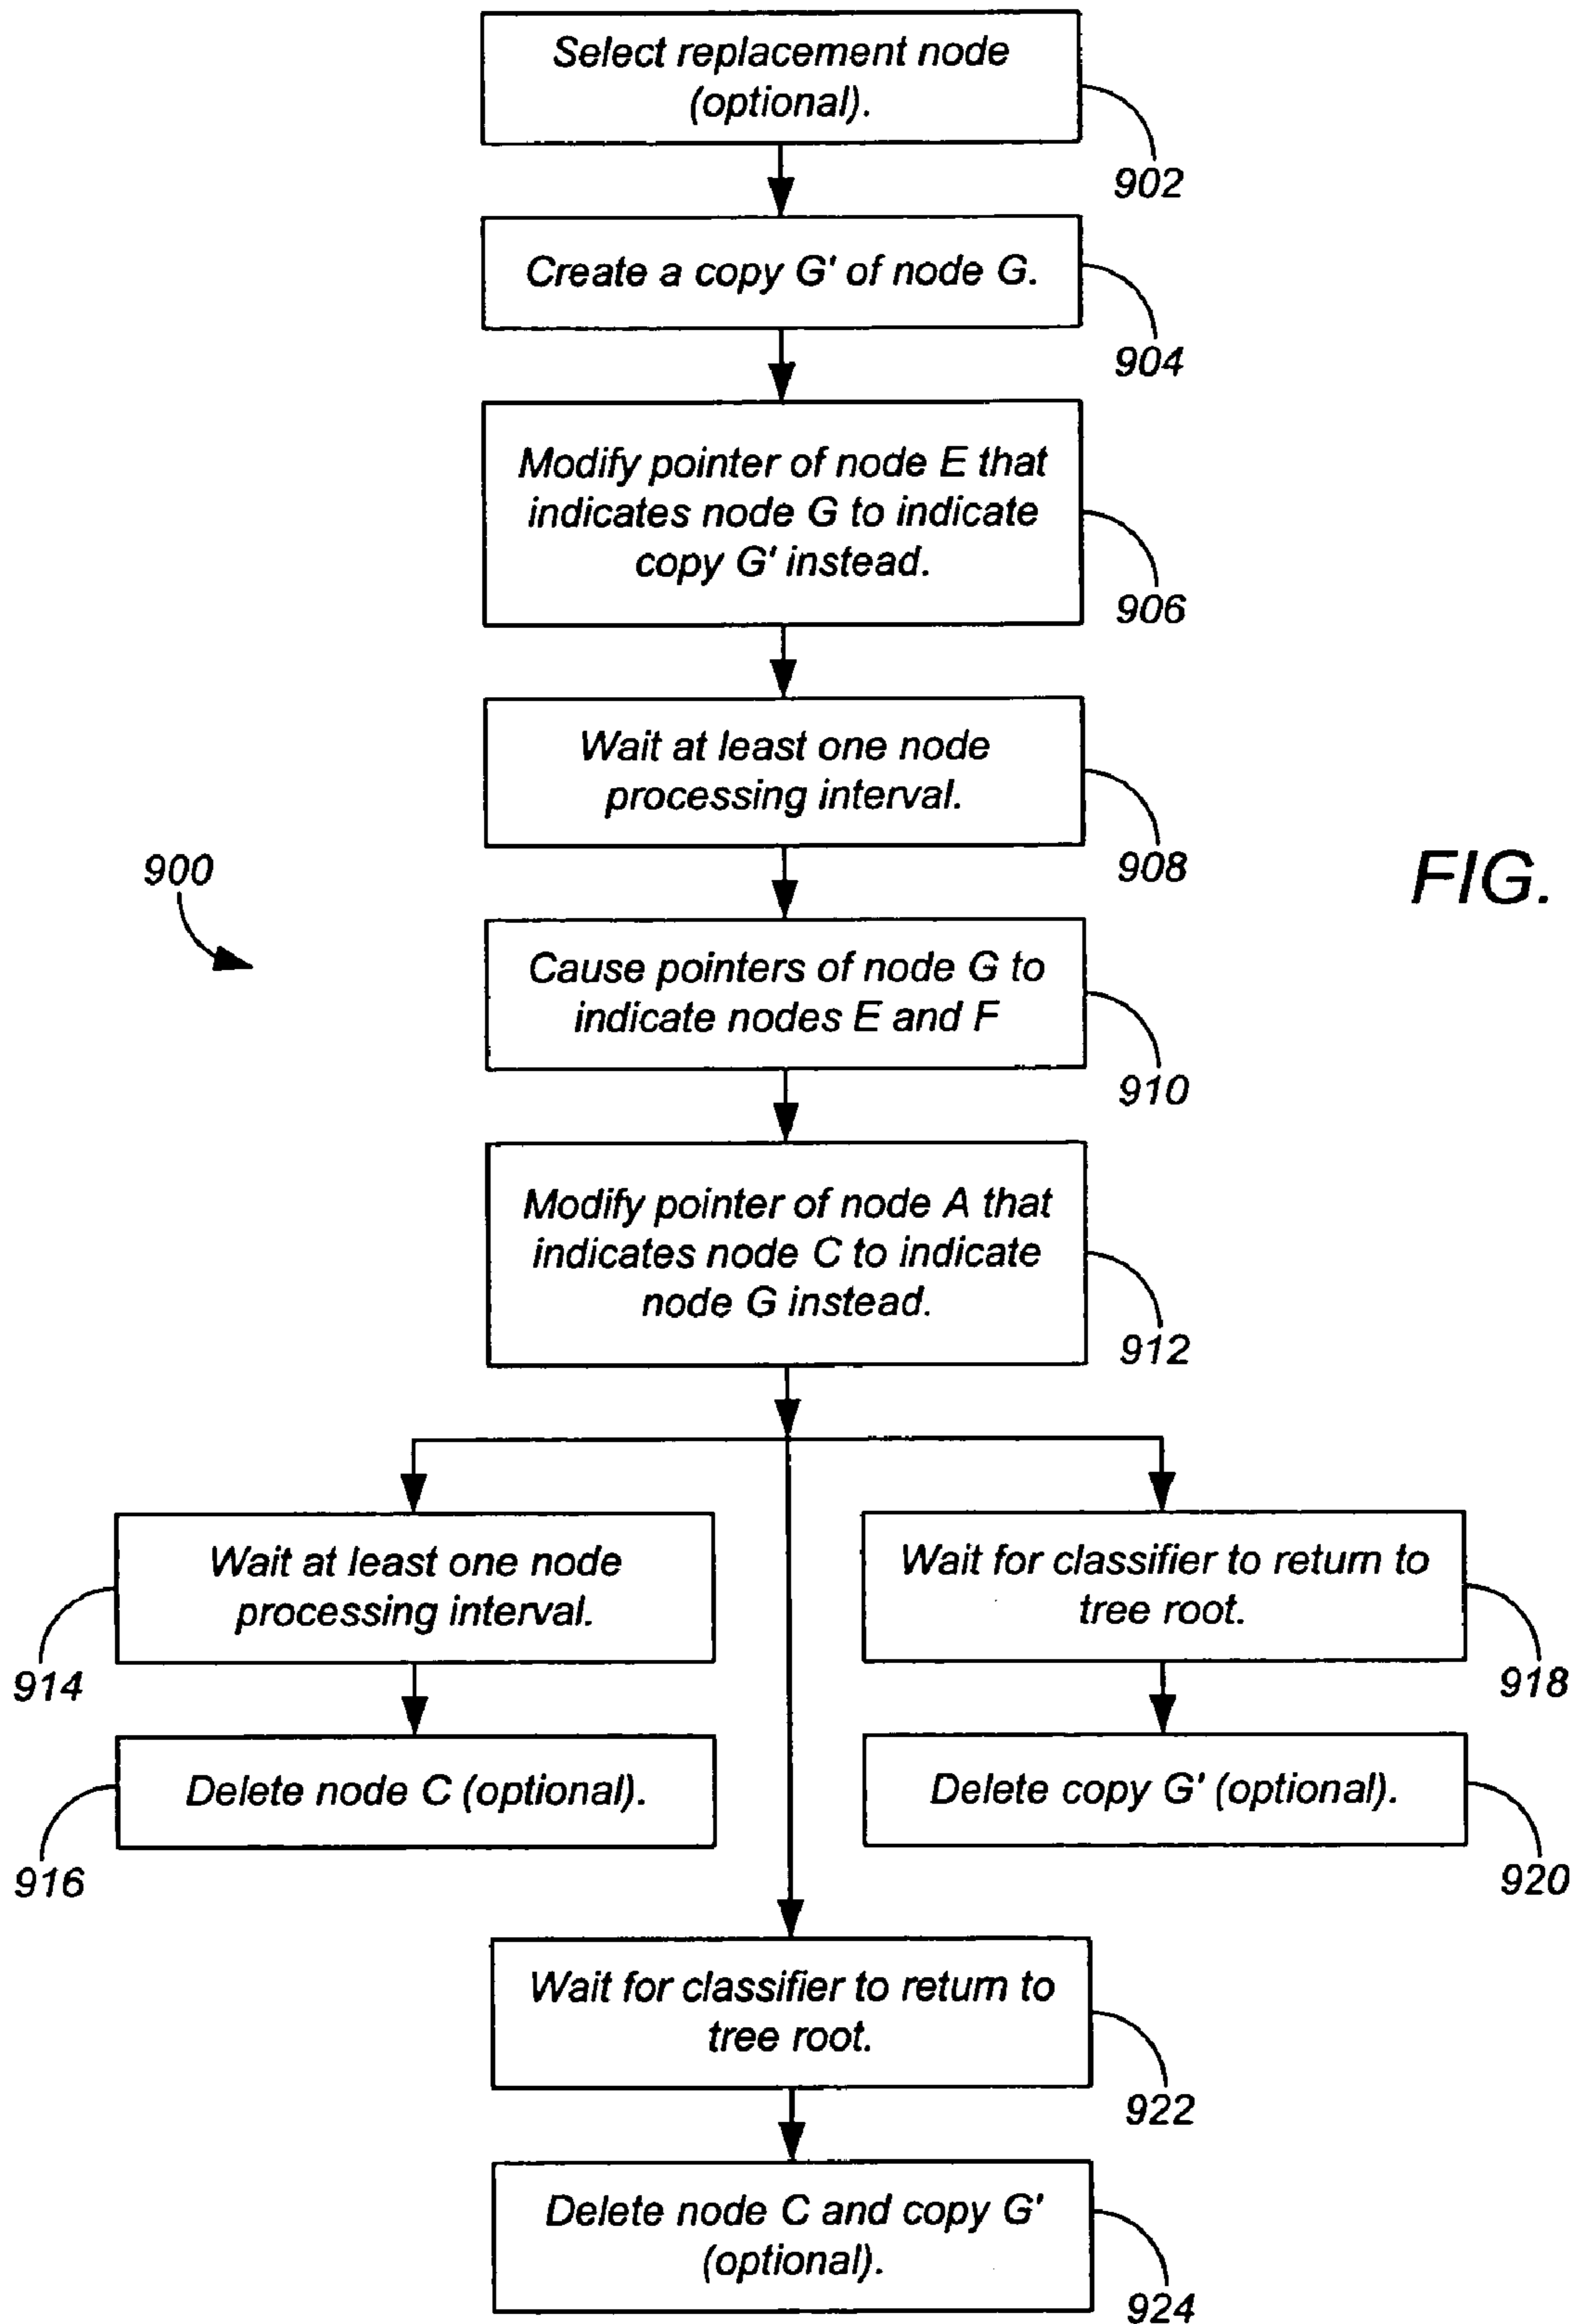 Select replacement node
(optional).
902
Create a copy G' of node G.
904
Modify pointer of node E that
indicates node G to indicate
copy G' instead.
906
Wait at least one node
processing interval.
908
900
FIG.
Cause pointers of node G to
indicate nodes E and F
910
Modify pointer of node A that
indicates node C to indicate
node G instead.
912
Wait at least one node
processing interval.
914
Wait for classifier to return to
tree root.
918
Delete node C (optional).
916
Delete copy G' (optional).
920
Wait for classifier to return to
tree root.
922
Delete node C and copy G'
(optional).
924